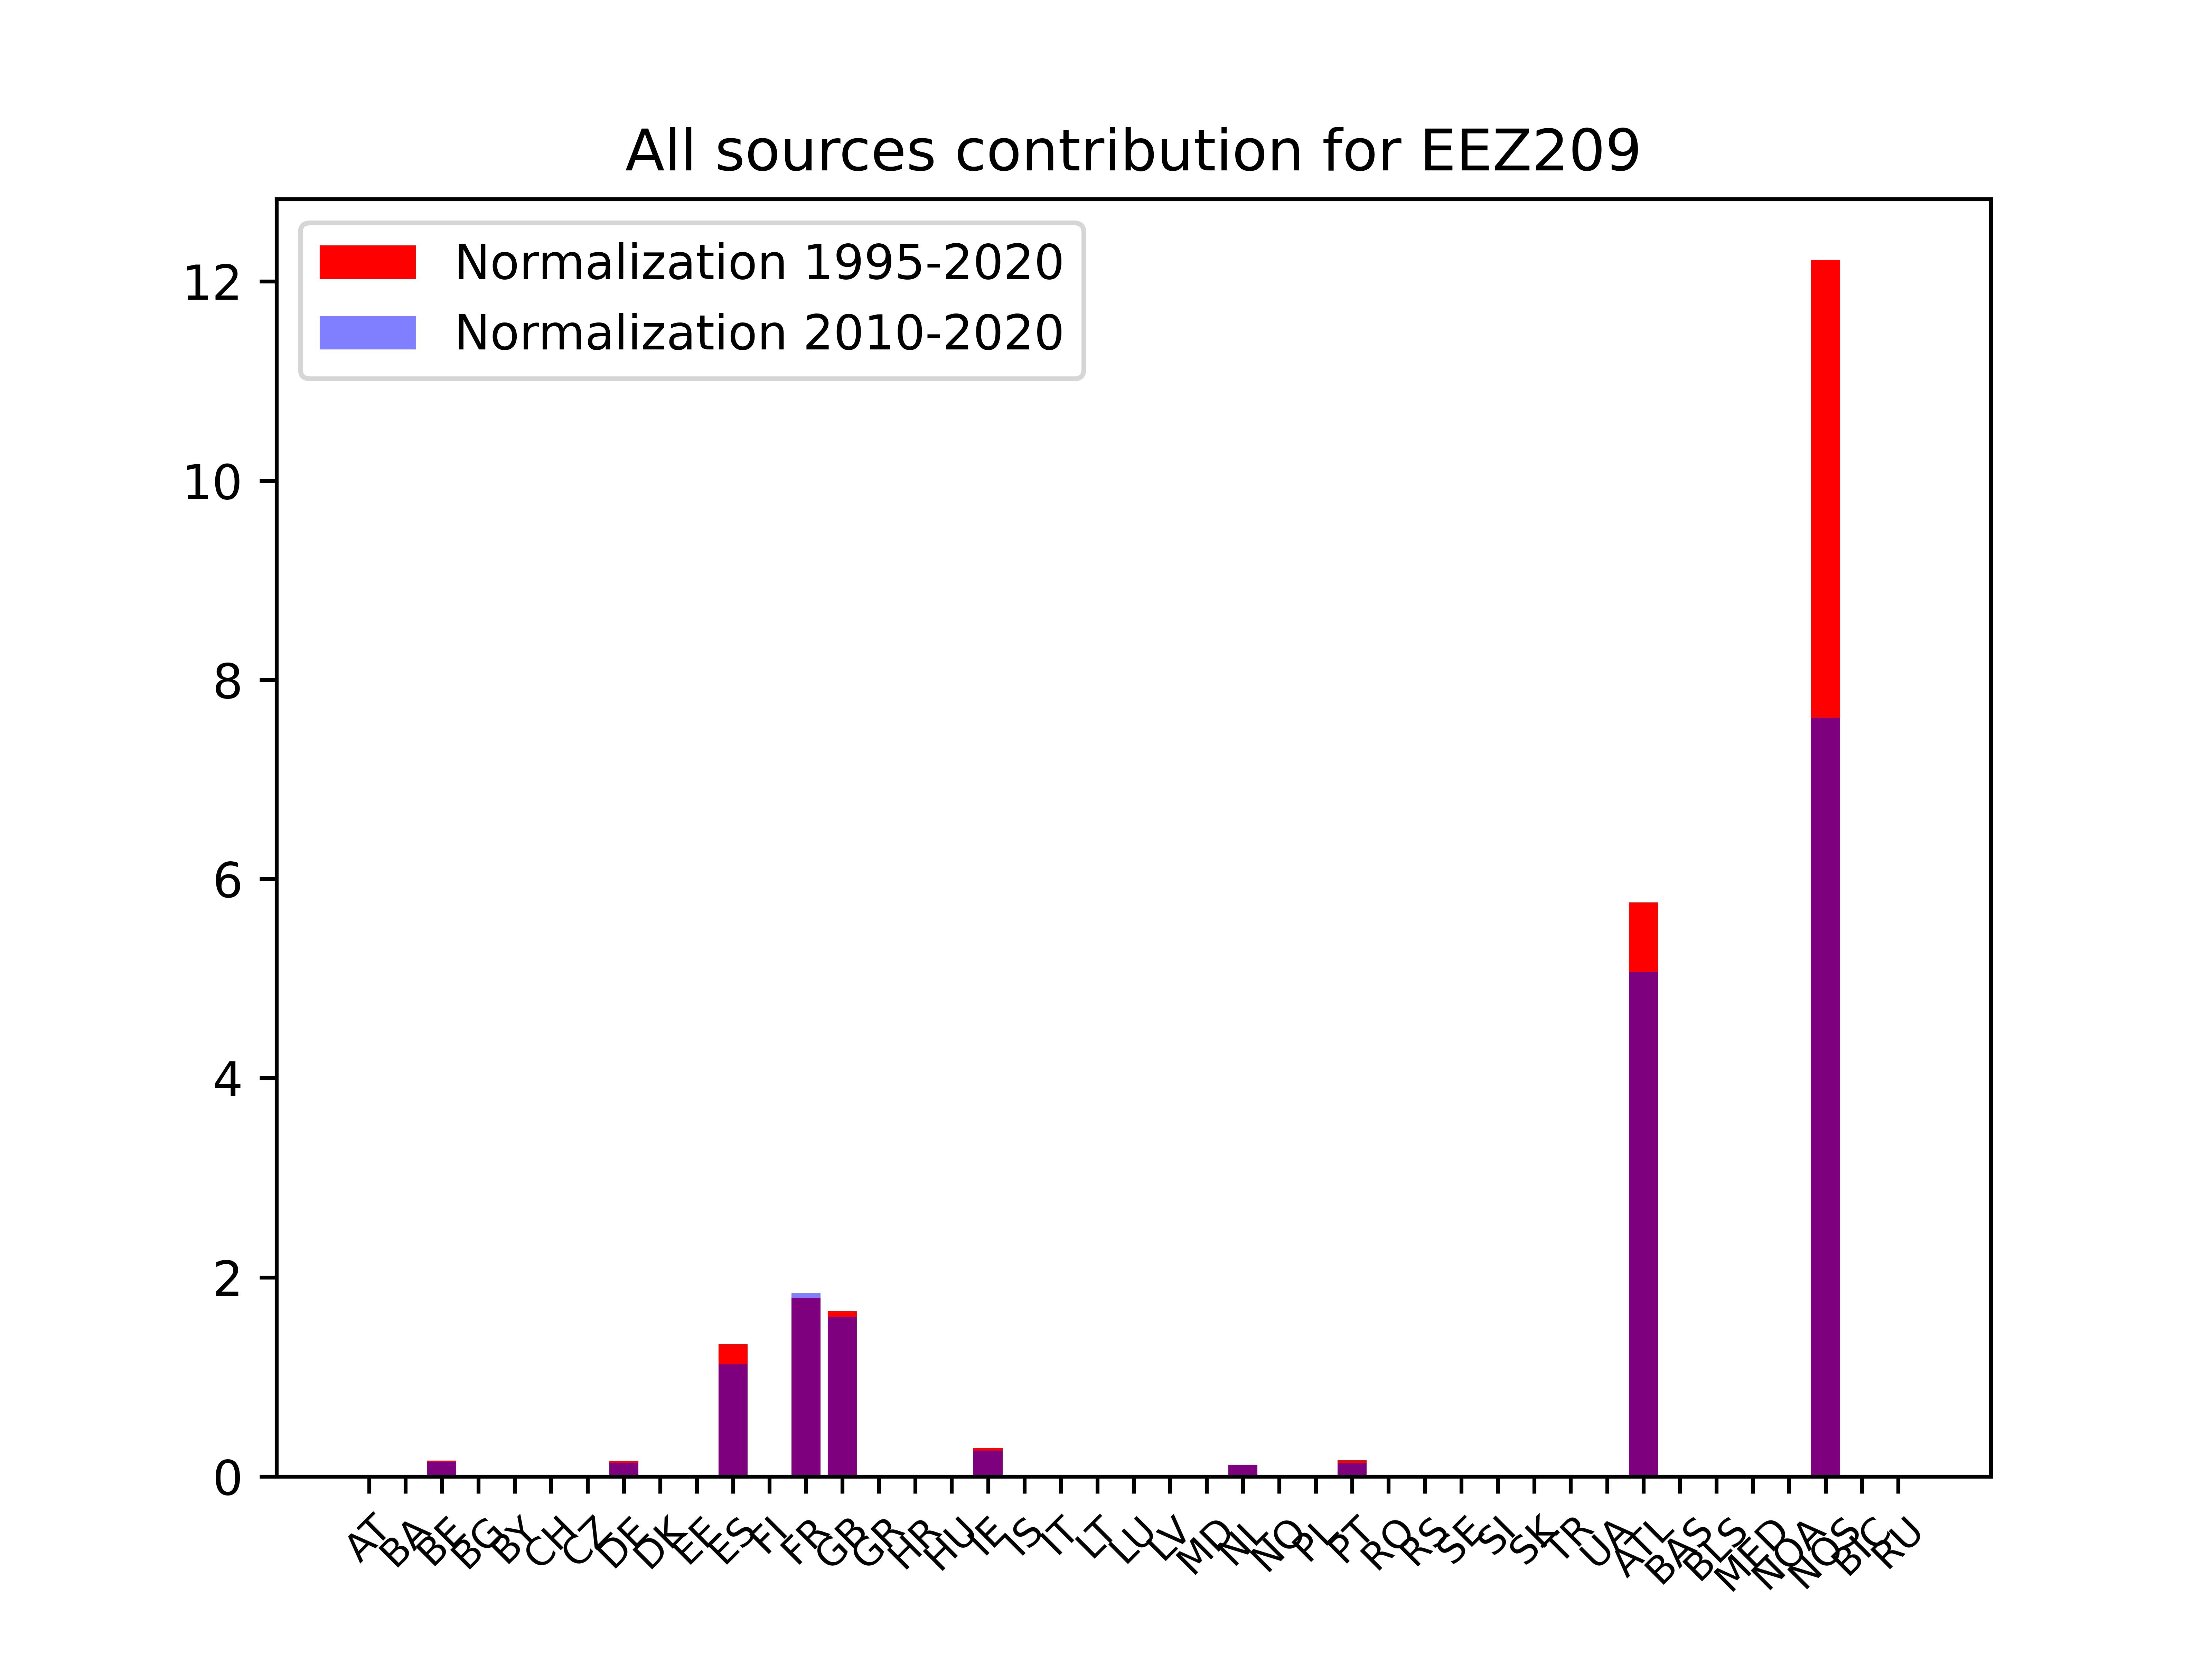 All sources contribution for EEZ209
Normalization 1995-2020
Normalization 2010-2020
12
10
8
6
4
2
0
AT BA BE BG BY CH CZ DE DK EE ES FI FR GB GR HR HU IE IS IT LT LU LV MD NL NO PL PT RO RS SE SI SK TR UA ATL BAS BLS MED NOA NOS BIC RU